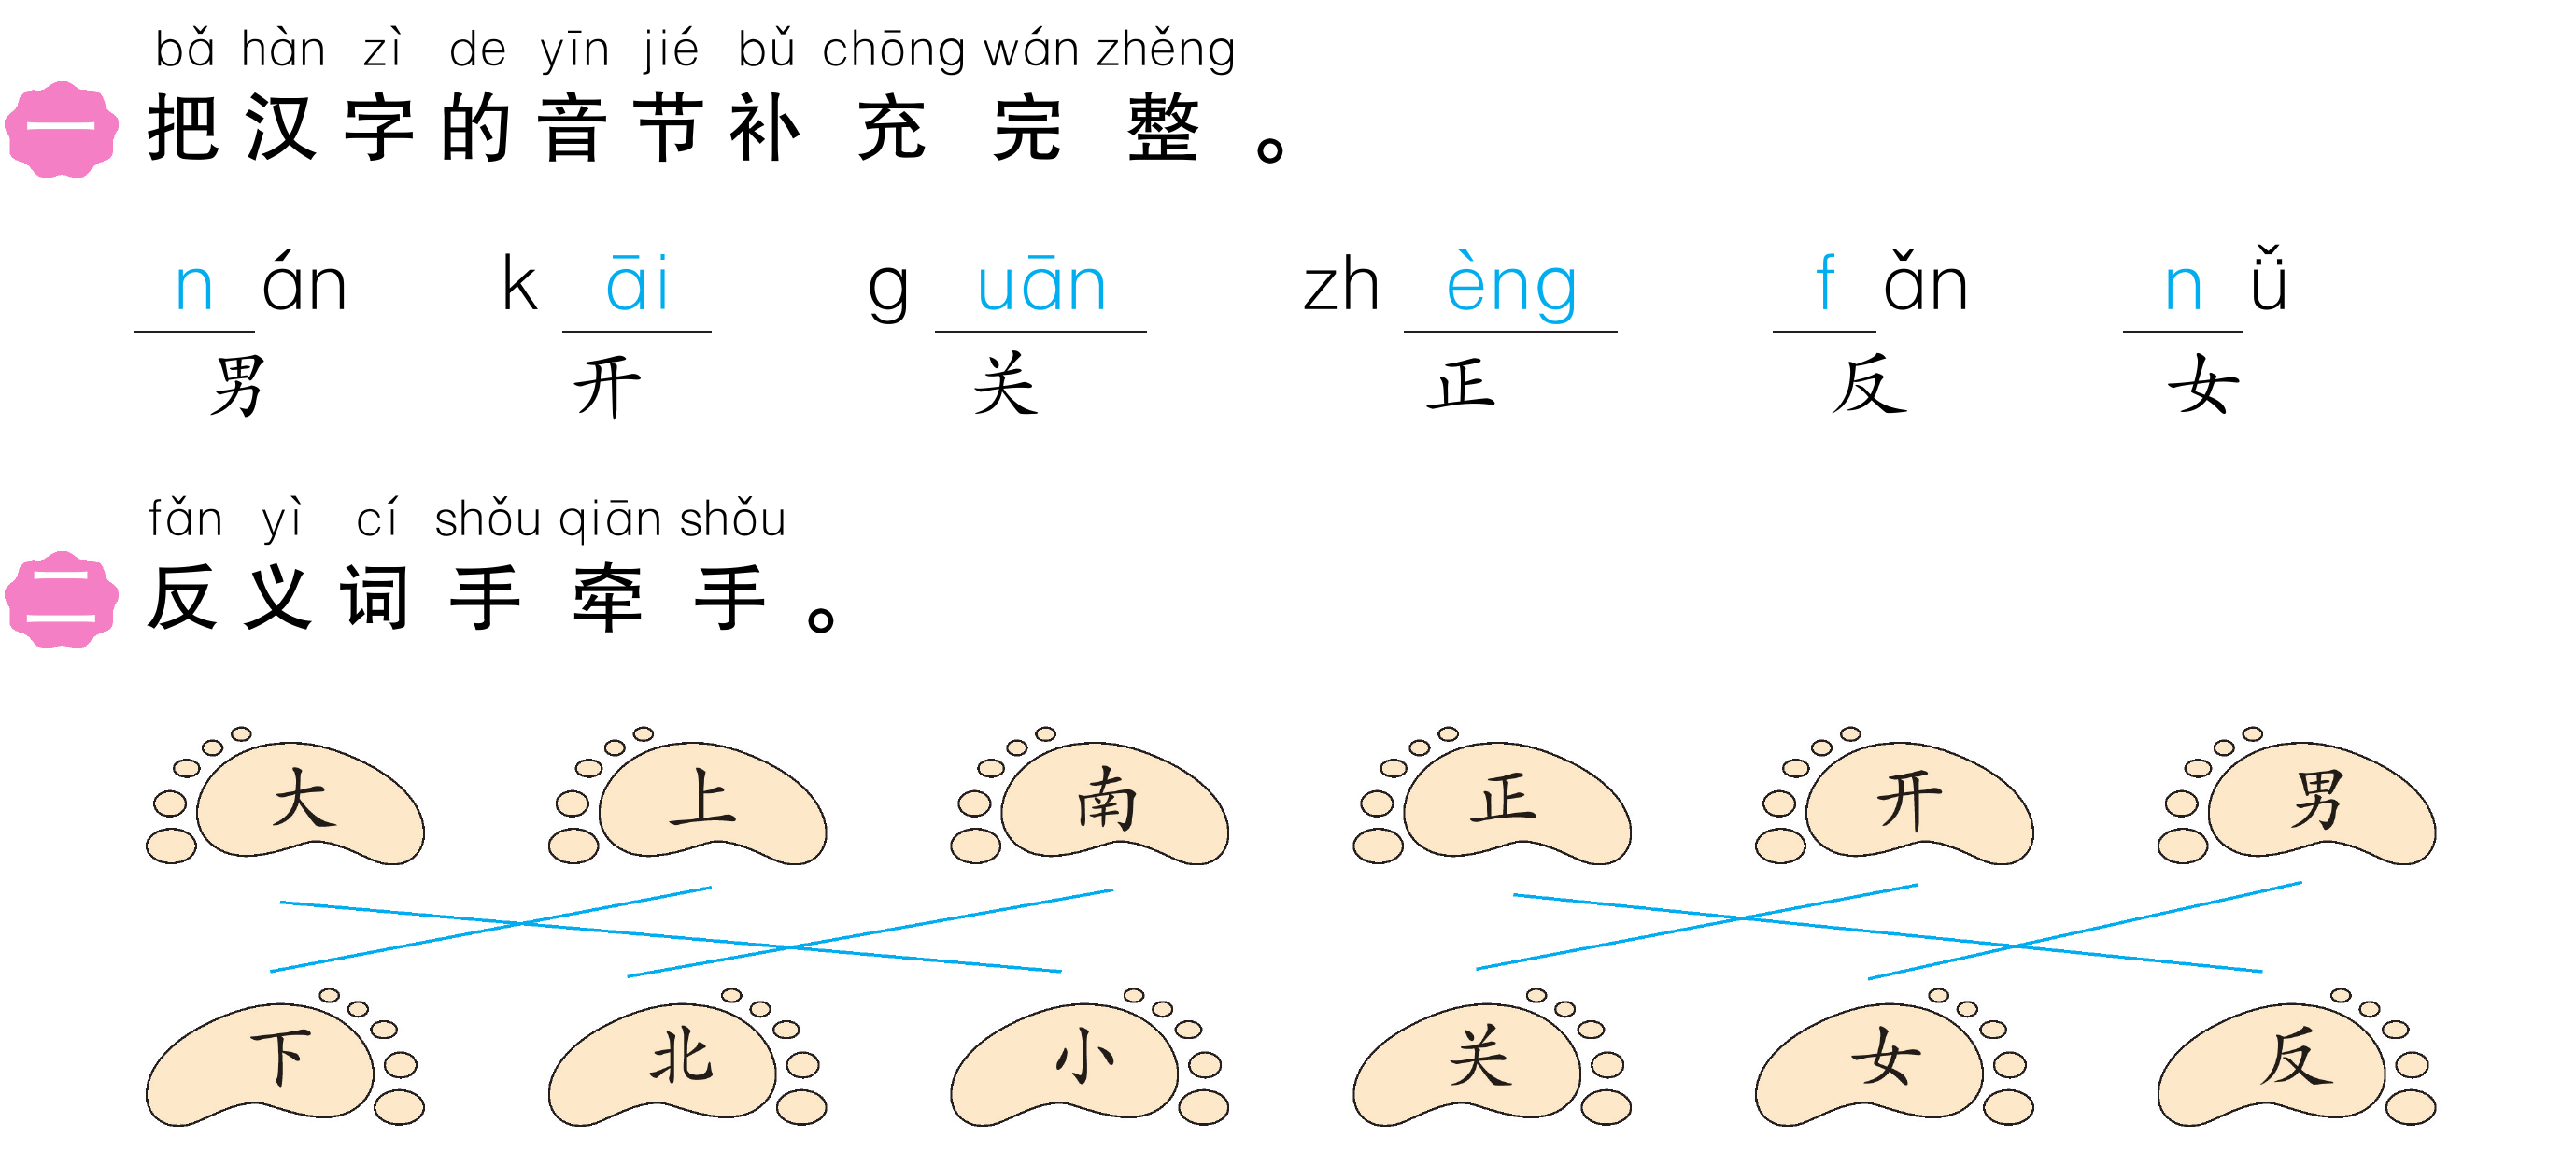 bǎ hàn zì de yīn jié bǔ chōng wán zhěng
一 把汉字的音节补充完整。
n án k āi g uān zh èng f ǎn n ǚ
男 开 关 正 反 女
fǎn yì cí shǒu qiān shǒu
二 反义词手牵手。
大 上 南 正 开 男
下 北 小 关 女 反